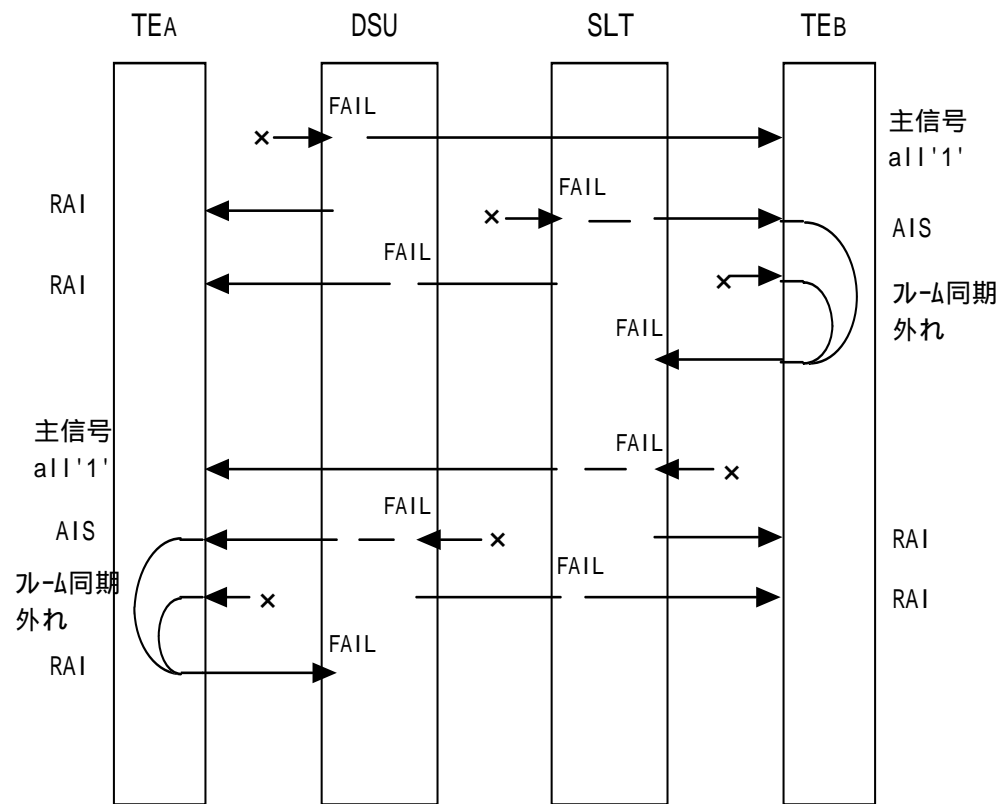 TEA
DSU
SLT
TEB
FAIL
主信号
all'1'
RAI
FAIL
AIS
RAI
FAIL
フレーム同期
外れ
FAIL
主信号
all'1'
FAIL
AIS
FAIL
RAI
フレーム同期
外れ
FAIL
RAI
RAI
FAIL